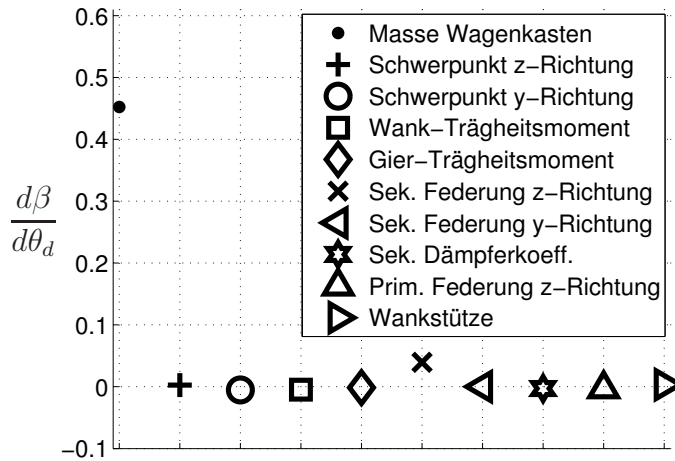 0.6
0.5
0.4
0.3
0.2
0.1
0
−0.1
dβ
dθd
Masse Wagenkasten
Schwerpunkt z−Richtung
Schwerpunkt y−Richtung
Wank−Trägheitsmoment
Gier−Trägheitsmoment
Sek. Federung z−Richtung
Sek. Federung y−Richtung
Sek. Dämpferkoeff.
Prim. Federung z−Richtung
Wankstütze